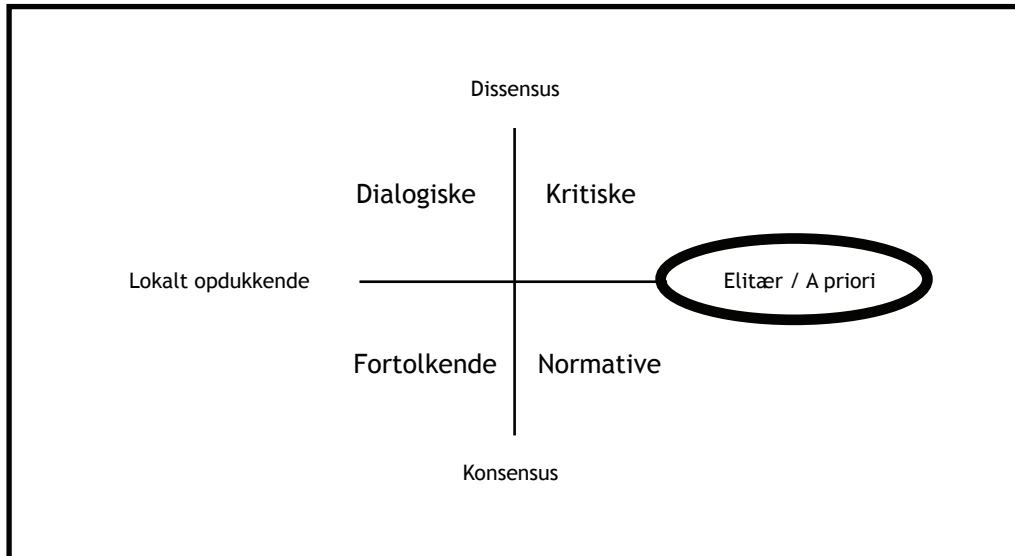 Dissensus
Dialogiske Kritiske
Lokalt opdukkende Elitær / A priori
Fortolkende Normative
Konsensus